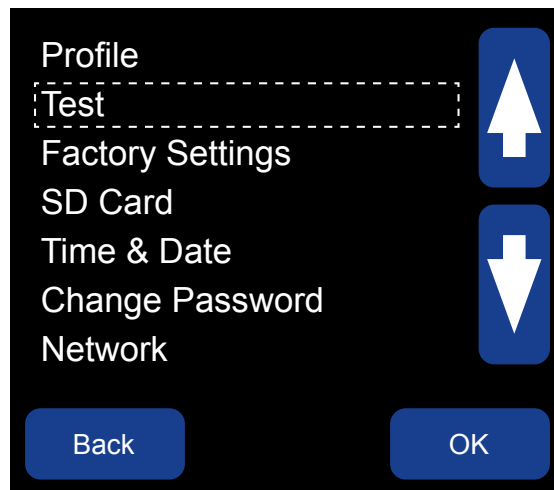 Profile
Test
Factory Settings
SD Card
Time & Date
Change Password
Network
Back
OK